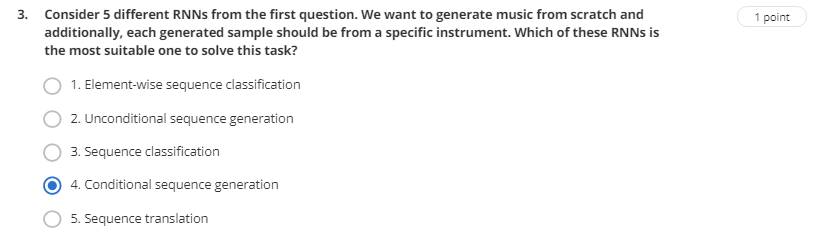 3. Consider 5 different RNNs from the first question. We want to generate music from scratch and
1 point
additionally, each generated sample should be from a specific instrument. Which of these RNNs is
the most suitable one to solve this task?
1. Element-wise sequence classification
2. Unconditional sequence generation
3. Sequence classification
4. Conditional sequence generation
5. Sequence translation